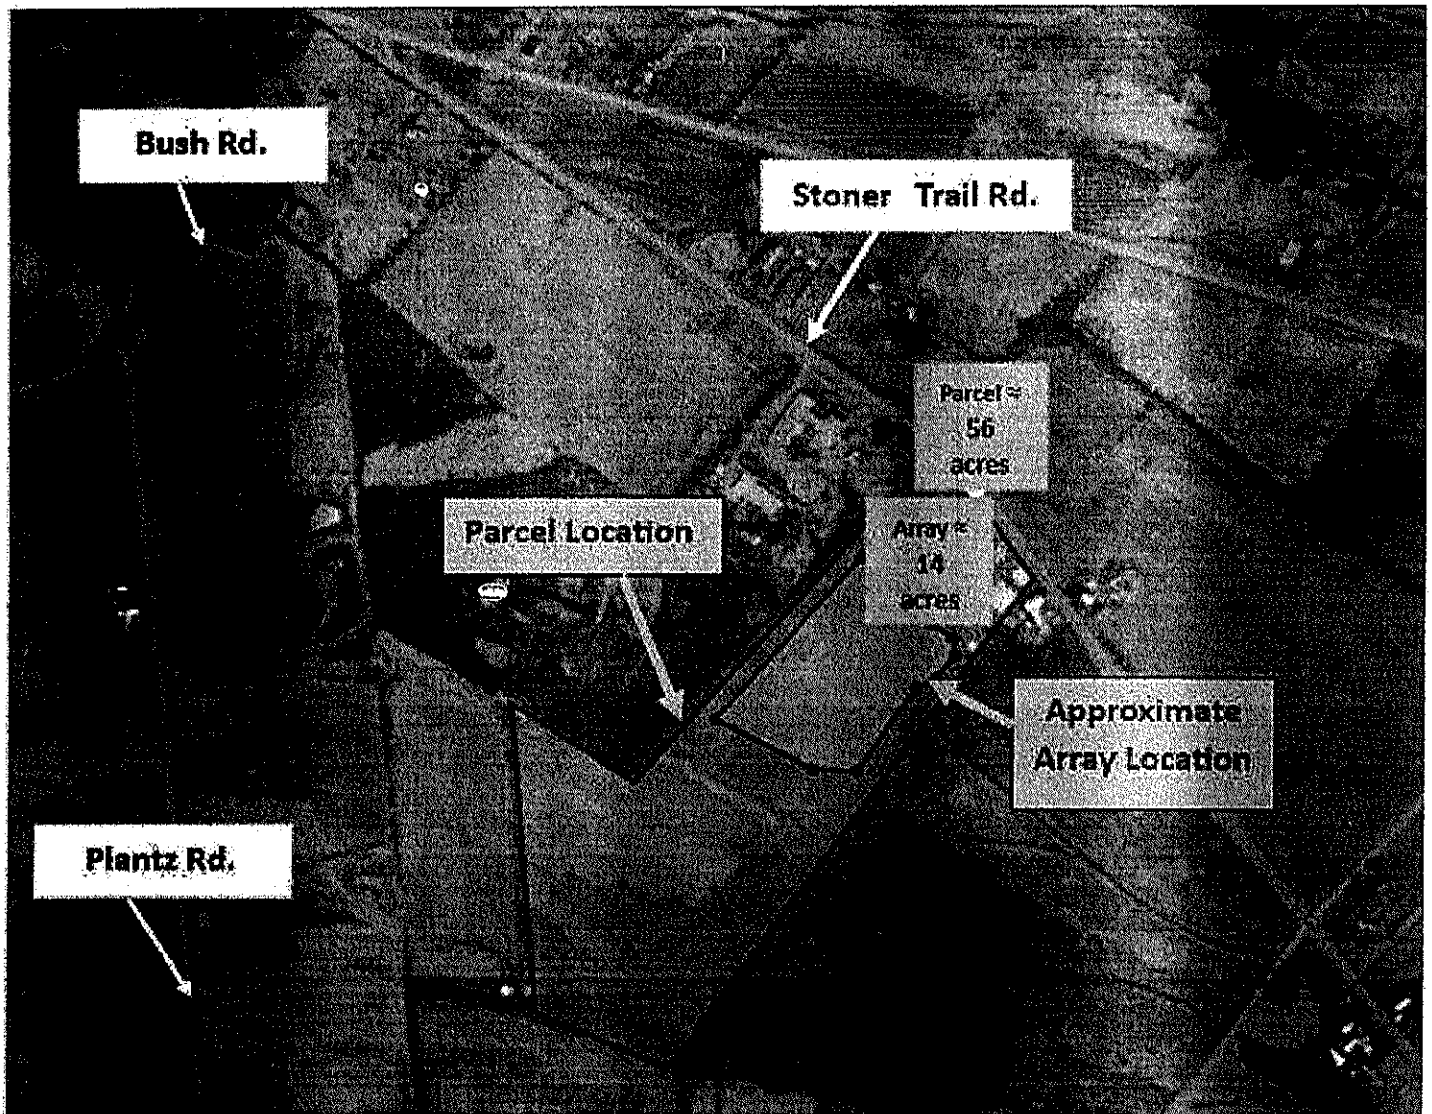 Bush Rd.
Stoner Trail Rd.
Parcel ≈
56
acres
Parcel Location
Array ≈
14
acres
Approximate
Array Location
Plantz Rd.